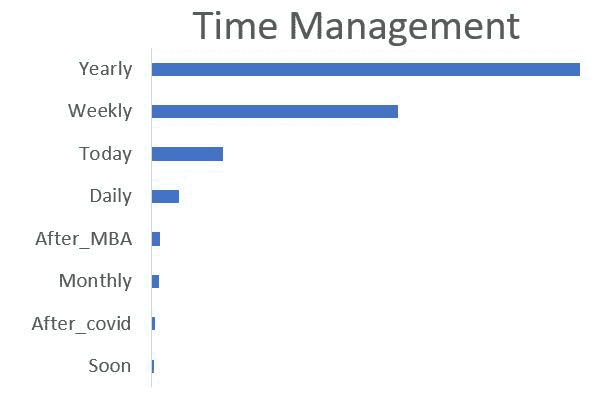 Time Management
Yearly
Weekly
Today
Daily
After_MBA
Monthly
After_covid
Soon